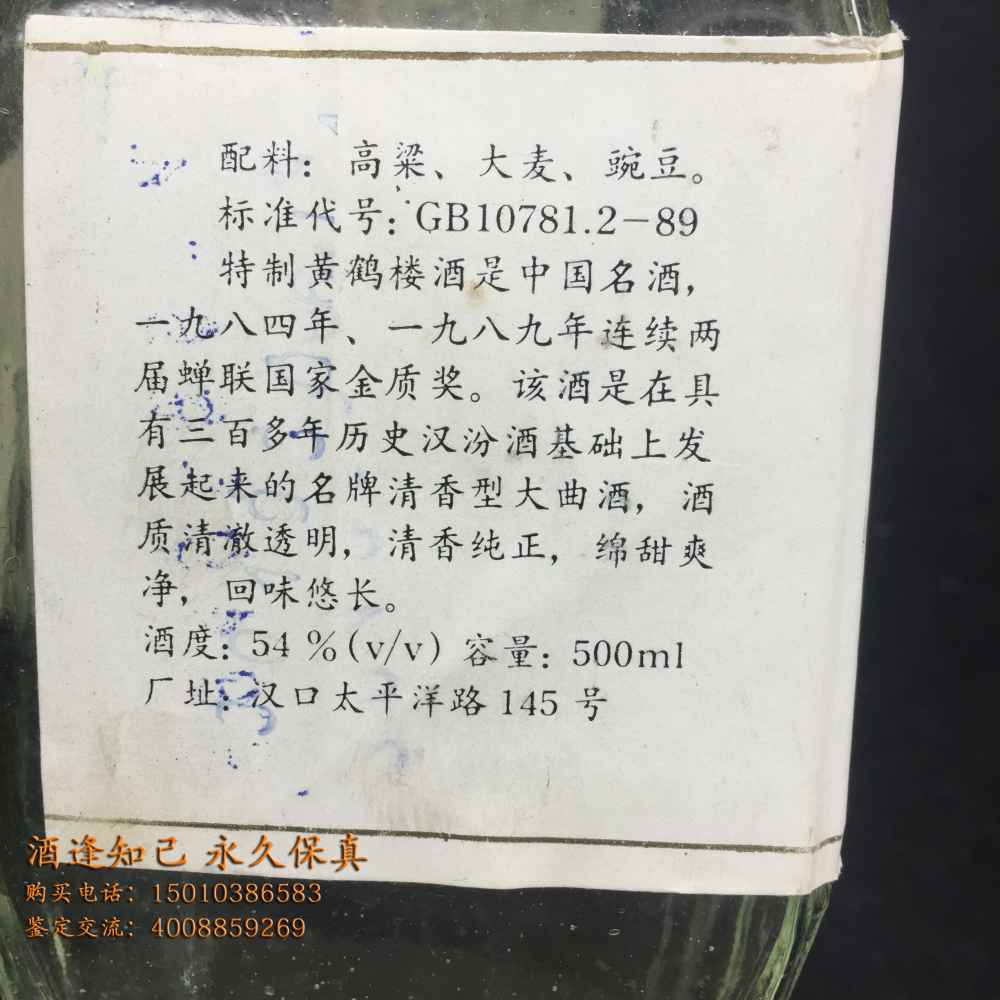 配料：高粱、大麦、豌豆。
标准代号：GB10781.2-89
特制黄鹤楼酒是中国名酒，
一九八四年、一九八九年连续两
届蝉联国家金质奖。该酒是在具
有三百多年历史汉汾酒基础上发
展起来的名牌清香型大曲酒，酒
质清澈透明，清香纯正，绵甜爽
净，回味悠长。
酒度：54 %(v/v) 容量：500ml
厂址：汉口太平洋路 145 号
酒逢知己 永久保真
购买电话：15010386583
鉴定交流：4008859269